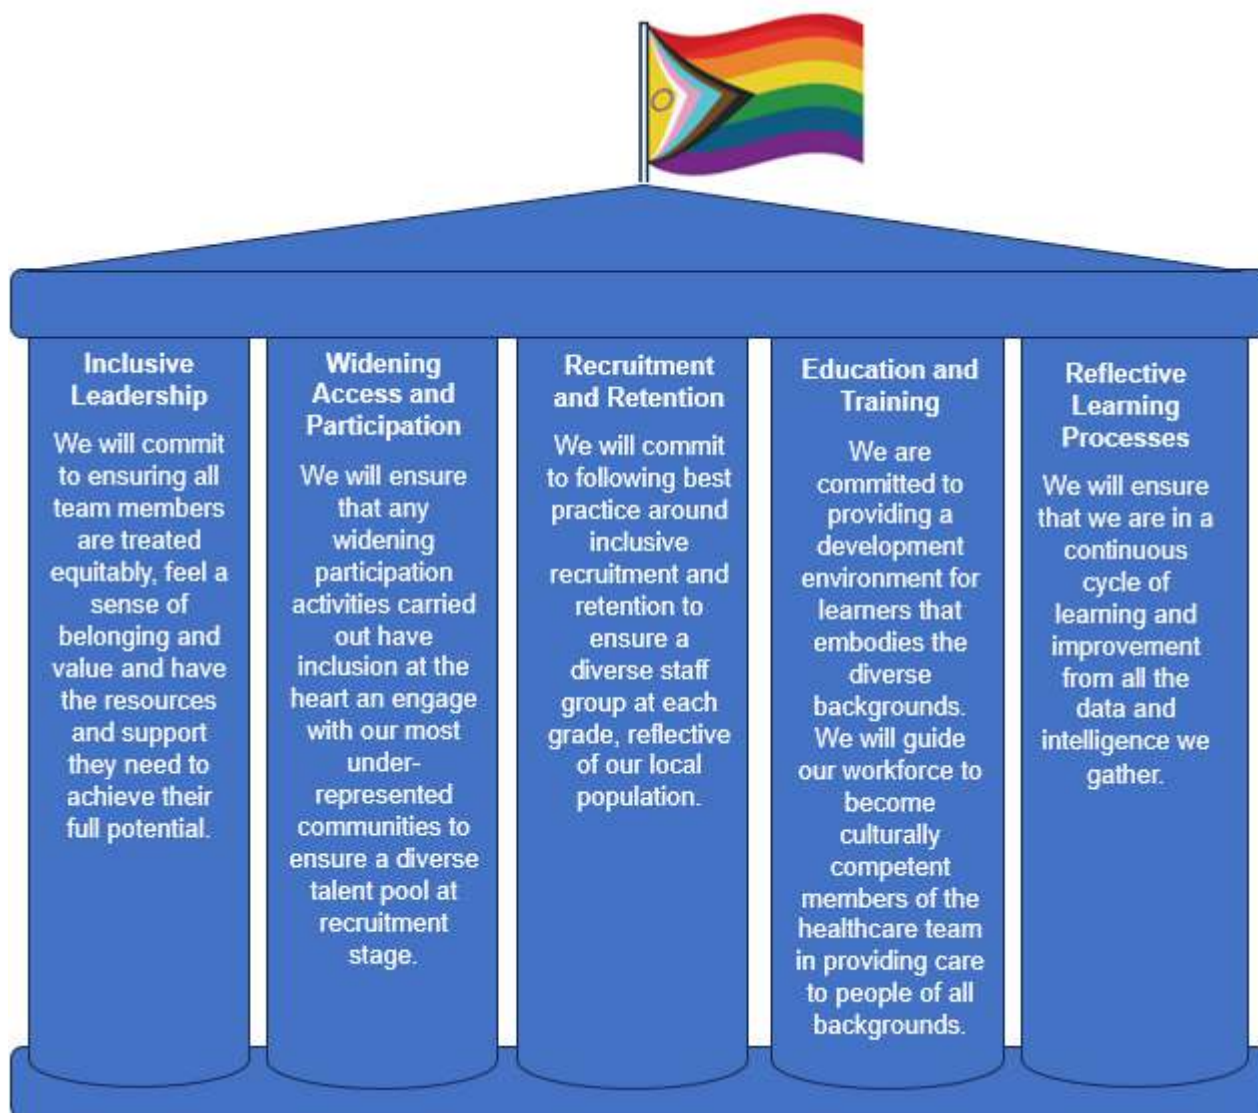 Inclusive
Leadership
We will commit
to ensuring all
team members
are treated
equitably, feel a
sense of
belonging and
value and have
the resources
and support
they need to
achieve their
full potential.
Widening
Access and
Participation
We will ensure
that any
widening
participation
activities carried
out have
inclusion at the
heart an engage
with our most
under-
represented
communities to
ensure a diverse
talent pool at
recruitment
stage.
Recruitment
and Retention
We will commit
to following best
practice around
inclusive
recruitment and
retention to
ensure a
diverse staff
group at each
grade, reflective
of our local
population.
Education and
Training
We are
committed to
providing a
development
environment for
learners that
embodies the
diverse
backgrounds.
We will guide
our workforce to
become
culturally
competent
members of the
healthcare team
in providing care
to people of all
backgrounds.
Reflective
Learning
Processes
We will ensure
that we are in a
continuous
cycle of
learning and
improvement
from all the
data and
intelligence we
gather.